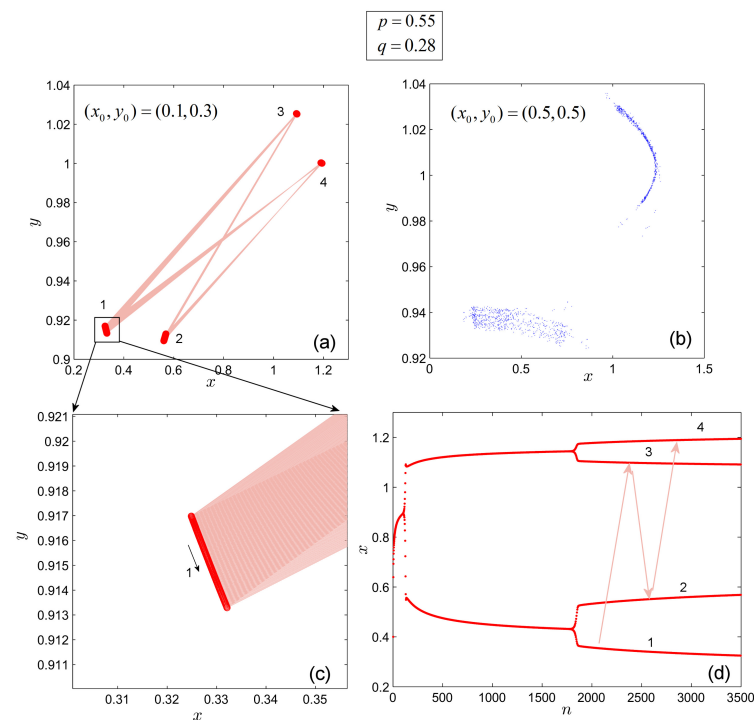 p = 0.55
q = 0.28
1.04
1.02
1
0.98
0.96
0.94
0.92
0.9
y
(x₀, y₀) = (0.1, 0.3)
3
4
1
2
(a)
0.2 0.4 0.6 0.8 1 1.2
x
1.04
1.02
1
0.98
0.96
0.94
0.92
y
(x₀, y₀) = (0.5, 0.5)
(b)
0 0.5 1 1.5
x
0.921
0.92
0.919
0.918
0.917
0.916
0.915
0.914
0.913
0.912
0.911
y
1
(c)
0.31 0.32 0.33 0.34 0.35
x
1.2
1
0.8
0.6
0.4
0.2
x
4
3
2
1
(d)
0 500 1000 1500 2000 2500 3000 3500
n